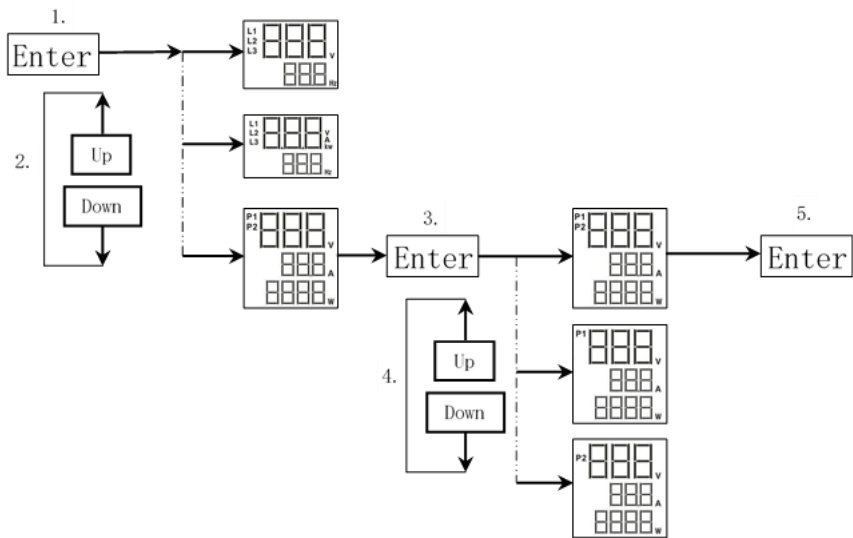 1.
Enter
L1
L2
L3
V
Hz
2.
Up
Down
L1
L2
L3
V
A
kw
Hz
P1
P2
V
A
W
3.
Enter
P1
P2
V
A
W
5.
Enter
4.
Up
Down
P1
V
A
W
P2
V
A
W